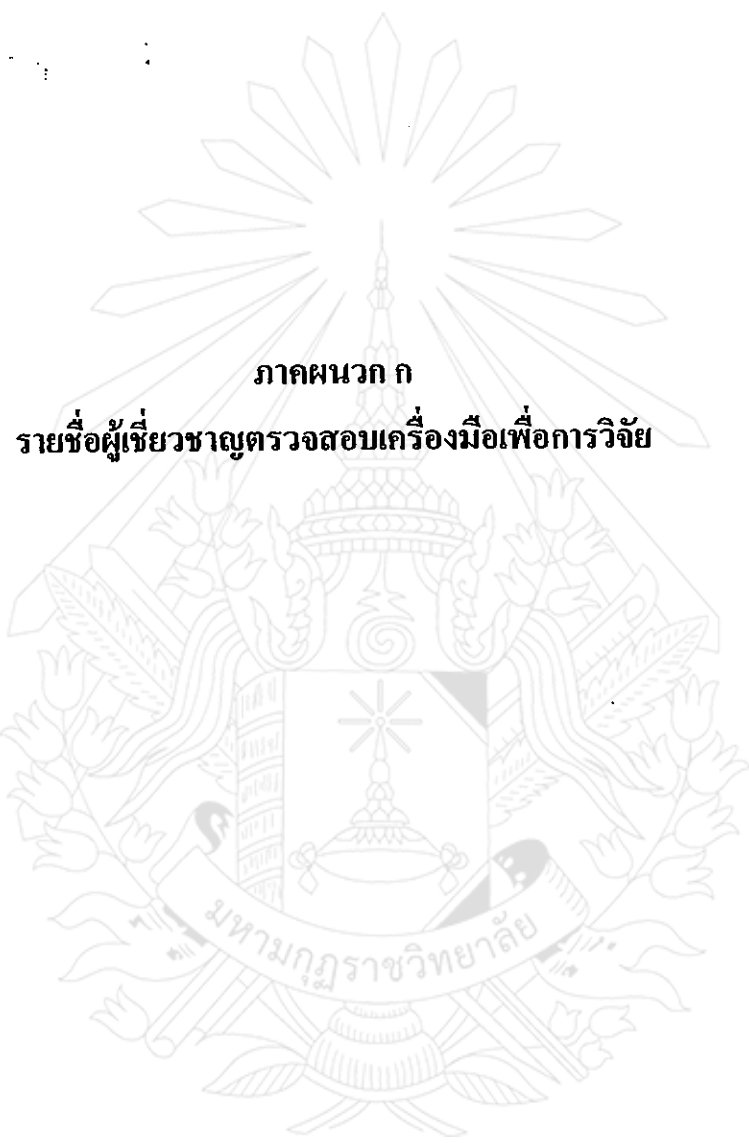 ภาคผนวก ก
รายชื่อผู้เชี่ยวชาญตรวจสอบเครื่องมือเพื่อการวิจัย
มหามกุฏราชวิทยาลัย